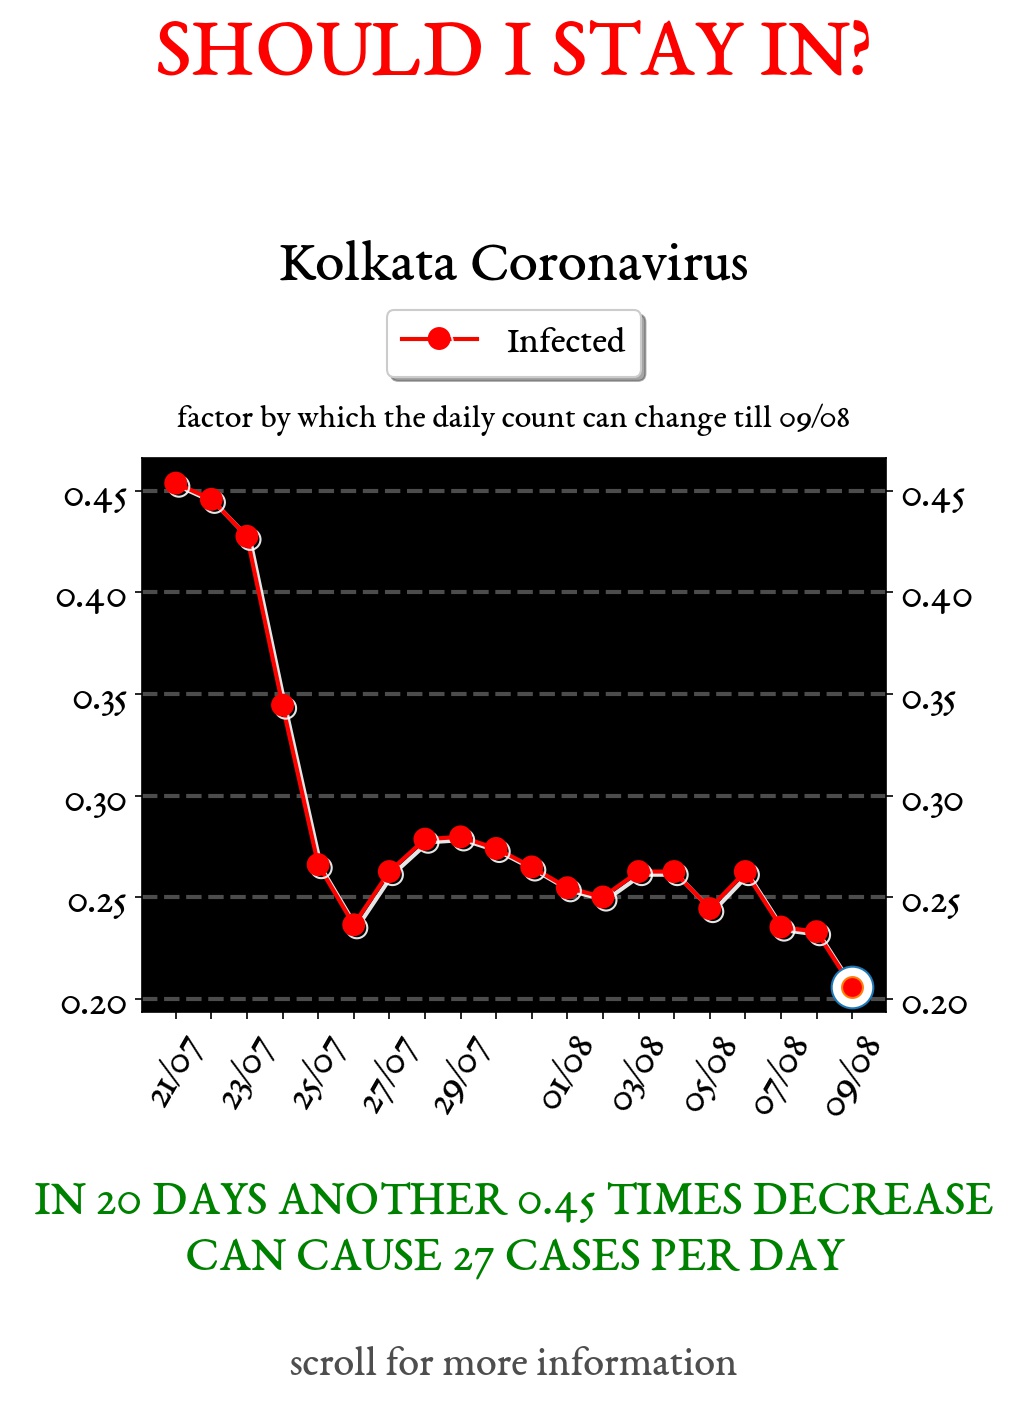 SHOULD I STAY IN?
Kolkata Coronavirus
Infected
factor by which the daily count can change till 09/08
0.45 0.45
0.40 0.40
0.35 0.35
0.30 0.30
0.25 0.25
0.20 0.20
21/07 23/07 25/07 27/07 29/07 01/08 03/08 05/08 07/08 09/08
IN 20 DAYS ANOTHER 0.45 TIMES DECREASE
CAN CAUSE 27 CASES PER DAY
scroll for more information